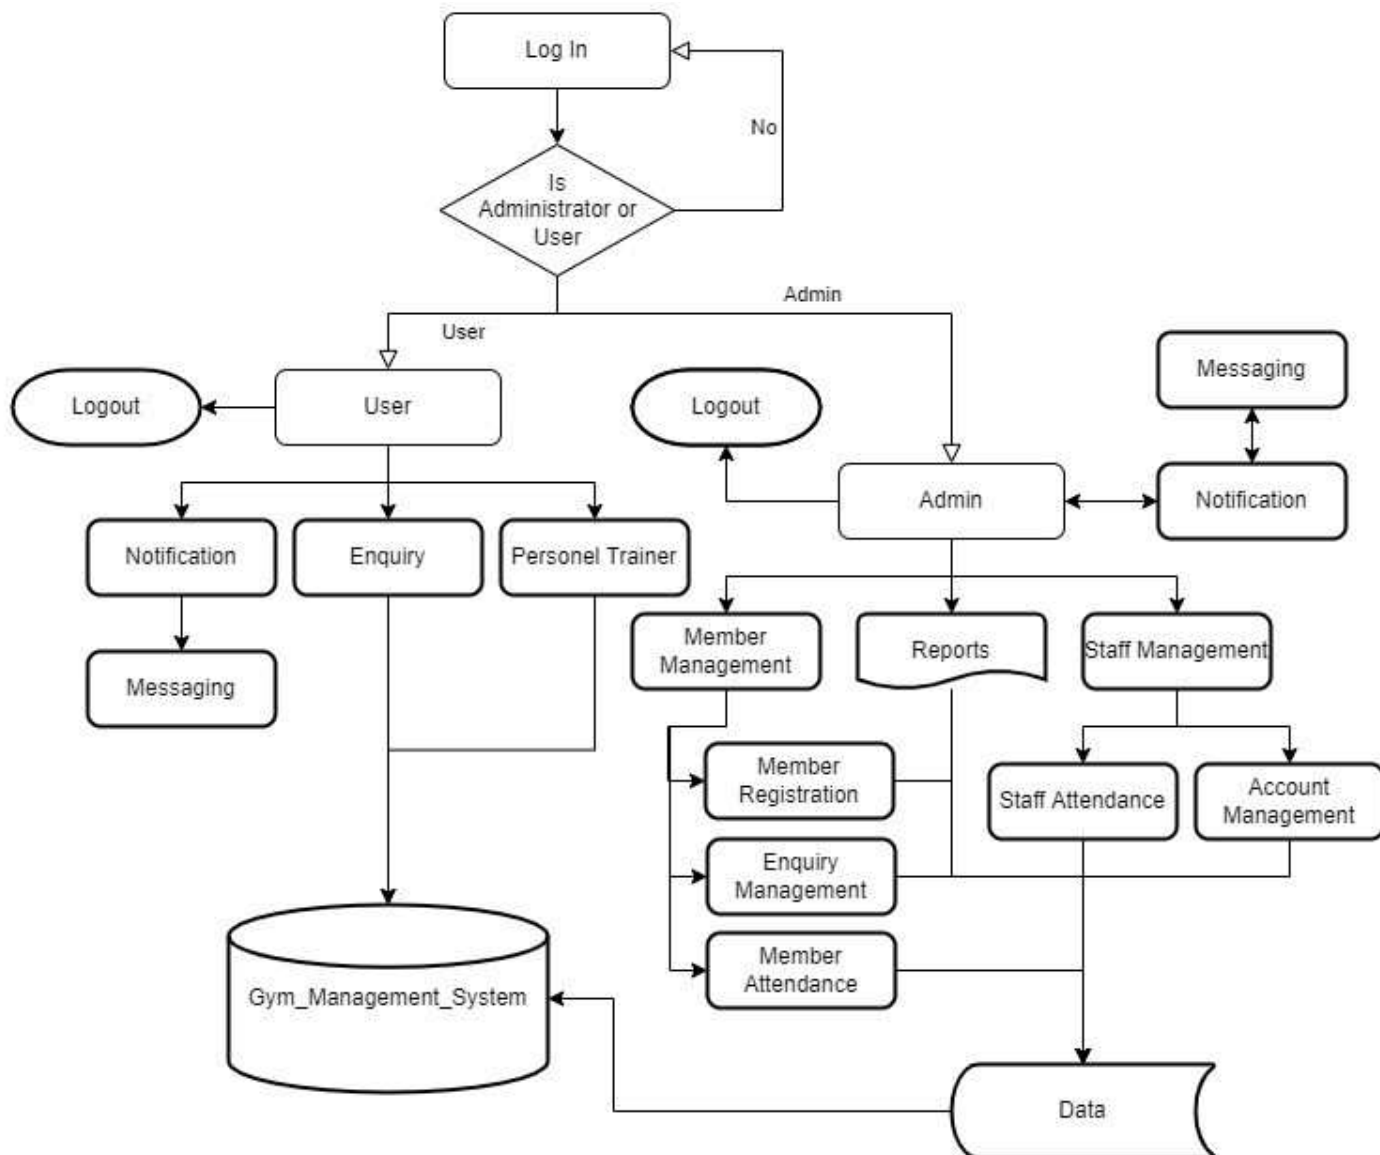 Log In
No
Is
Administrator or
User
Admin
User
Messaging
Logout
User
Logout
Admin
Notification
Notification
Enquiry
Personel Trainer
Member
Management
Reports
Staff Management
Messaging
Member
Registration
Staff Attendance
Account
Management
Enquiry
Management
Member
Attendance
Gym_Management_System
Data